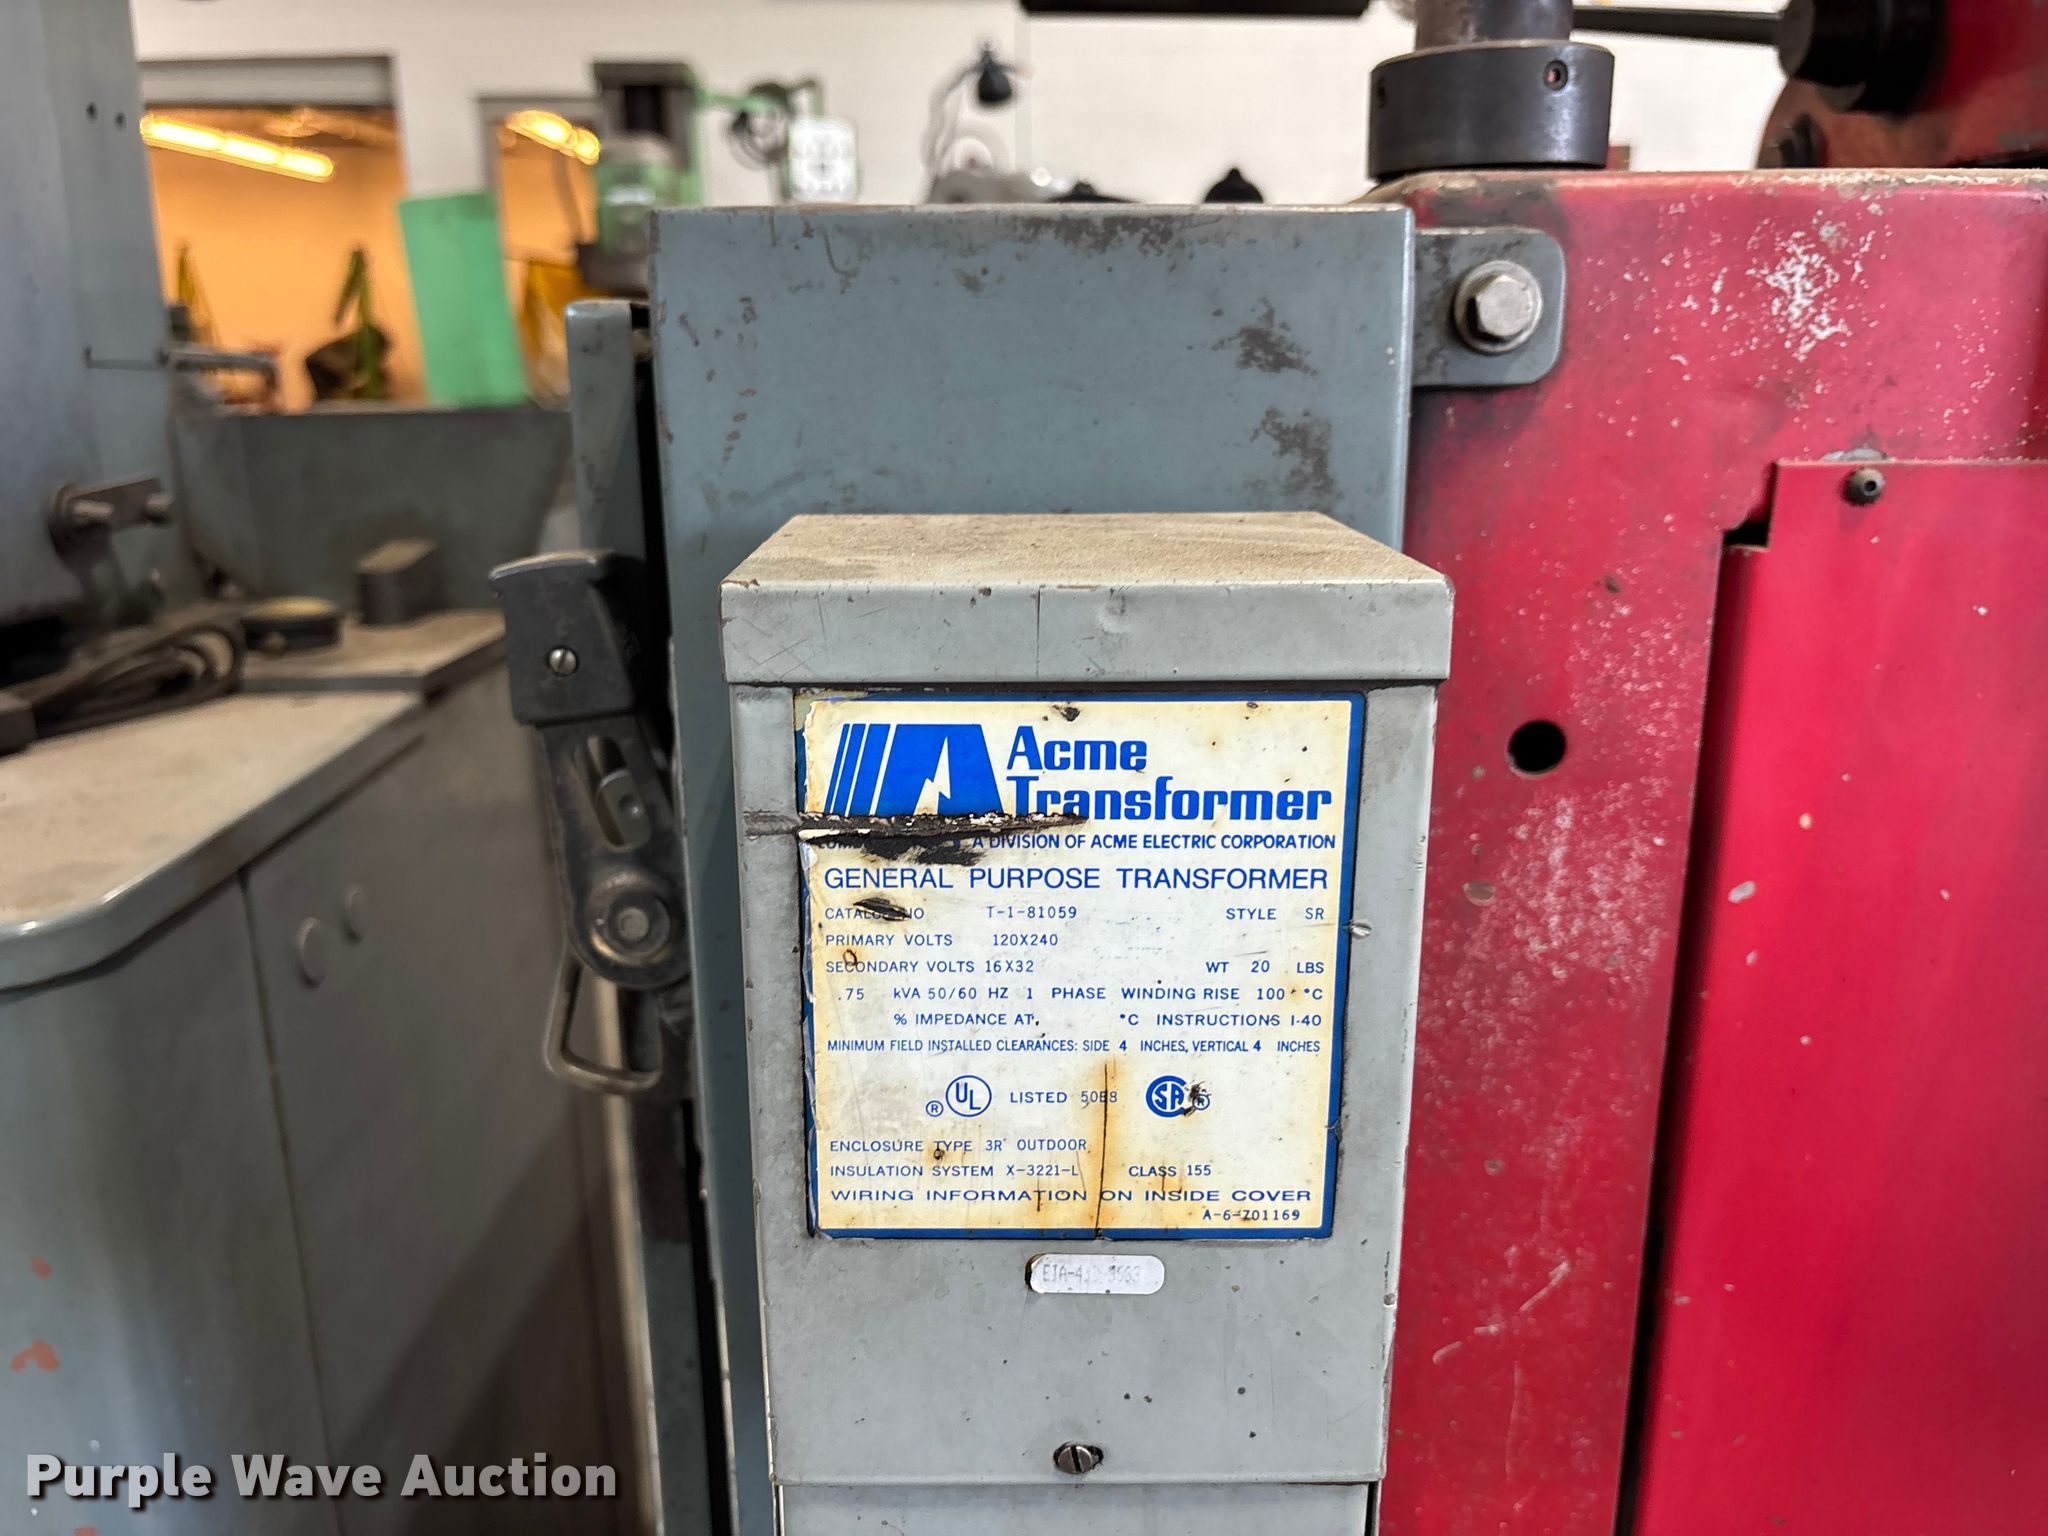 Acme
Transformer
A DIVISION OF ACME ELECTRIC CORPORATION
GENERAL PURPOSE TRANSFORMER
CATALOG NO T-1-81059 STYLE SR
PRIMARY VOLTS 120X240
SECONDARY VOLTS 16X32 WT 20 LBS
.75 kVA 50/60 HZ 1 PHASE WINDING RISE 100 °C
% IMPEDANCE AT °C INSTRUCTIONS I-40
MINIMUM FIELD INSTALLED CLEARANCES: SIDE 4 INCHES, VERTICAL 4 INCHES
® UL LISTED SA ®
ENCLOSURE TYPE 3R OUTDOOR
INSULATION SYSTEM X-3221-L CLASS 155
WIRING INFORMATION ON INSIDE COVER
A-6-701169
Purple Wave Auction